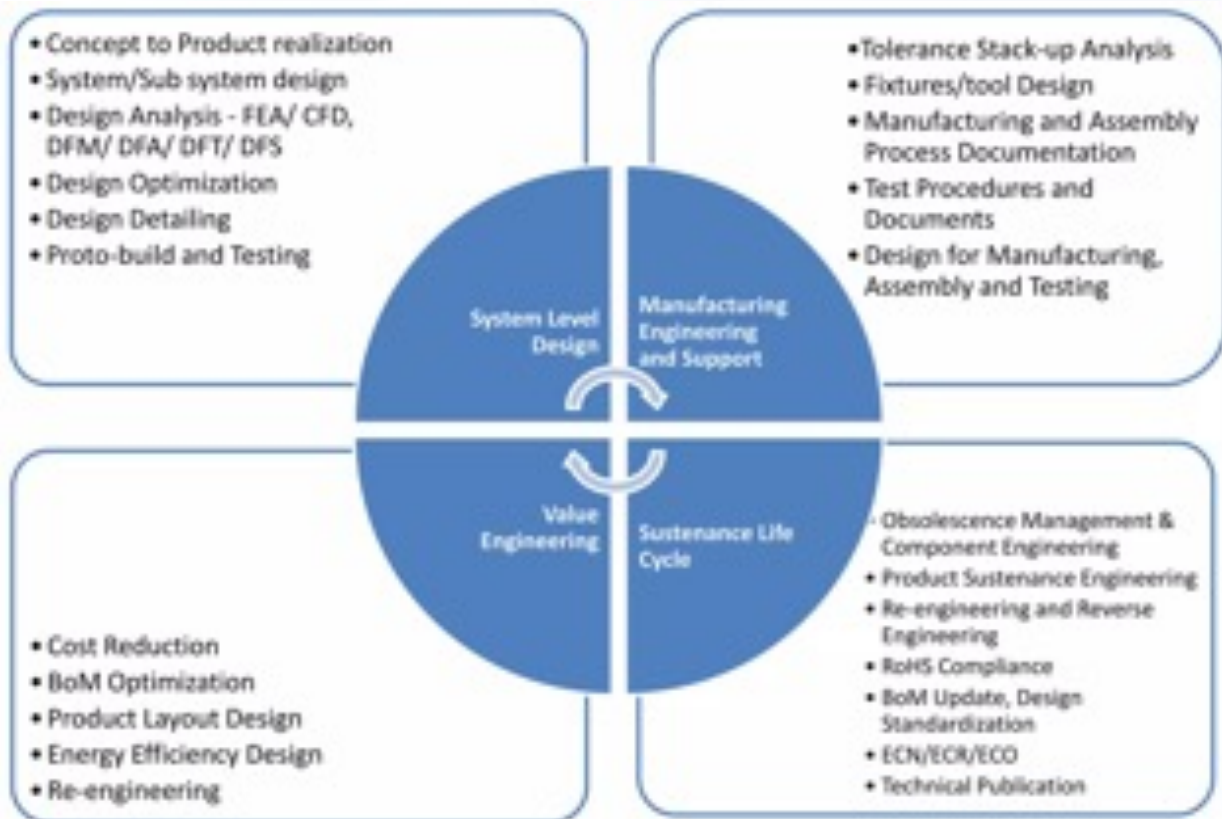 • Concept to Product realization
• System/Sub system design
• Design Analysis - FEA/ CFD,
DFM/ DFA/ DFT/ DFS
• Design Optimization
• Design Detailing
• Proto-build and Testing
•Tolerance Stack-up Analysis
• Fixtures/tool Design
• Manufacturing and Assembly
Process Documentation
• Test Procedures and
Documents
• Design for Manufacturing,
Assembly and Testing
System Level
Design
Manufacturing
Engineering
and Support
Value
Engineering
Sustenance Life
Cycle
• Cost Reduction
• BoM Optimization
• Product Layout Design
• Energy Efficiency Design
• Re-engineering
- Obsolescence Management &
Component Engineering
• Product Sustenance Engineering
• Re-engineering and Reverse
Engineering
• RoHS Compliance
• BoM Update, Design
Standardization
• ECN/ECR/ECO
• Technical Publication